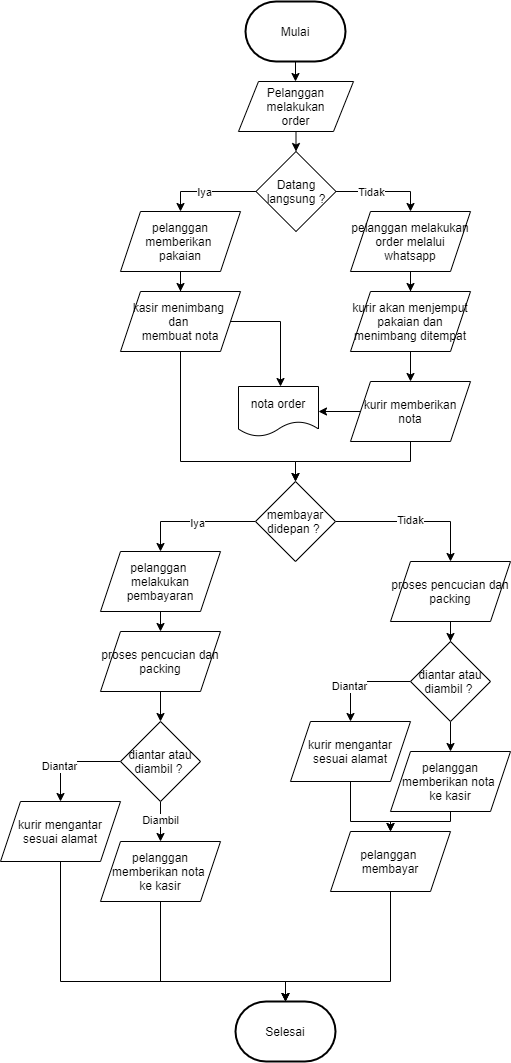 Mulai
Pelanggan
melakukan
order
Datang
langsung ?
Iya
Tidak
pelanggan
memberikan
pakaian
pelanggan melakukan
order melalui
whatsapp
kasir menimbang
dan
membuat nota
kurir akan menjemput
pakaian dan
menimbang ditempat
nota order
kurir memberikan
nota
membayar
didepan ?
Iya
Tidak
pelanggan
melakukan
pembayaran
proses pencucian dan
packing
proses pencucian dan
packing
diantar atau
diambil ?
Diantar
kurir mengantar
sesuai alamat
pelanggan
memberikan nota
ke kasir
diantar atau
diambil ?
Diantar
Diambil
kurir mengantar
sesuai alamat
pelanggan
memberikan nota
ke kasir
pelanggan
membayar
Selesai